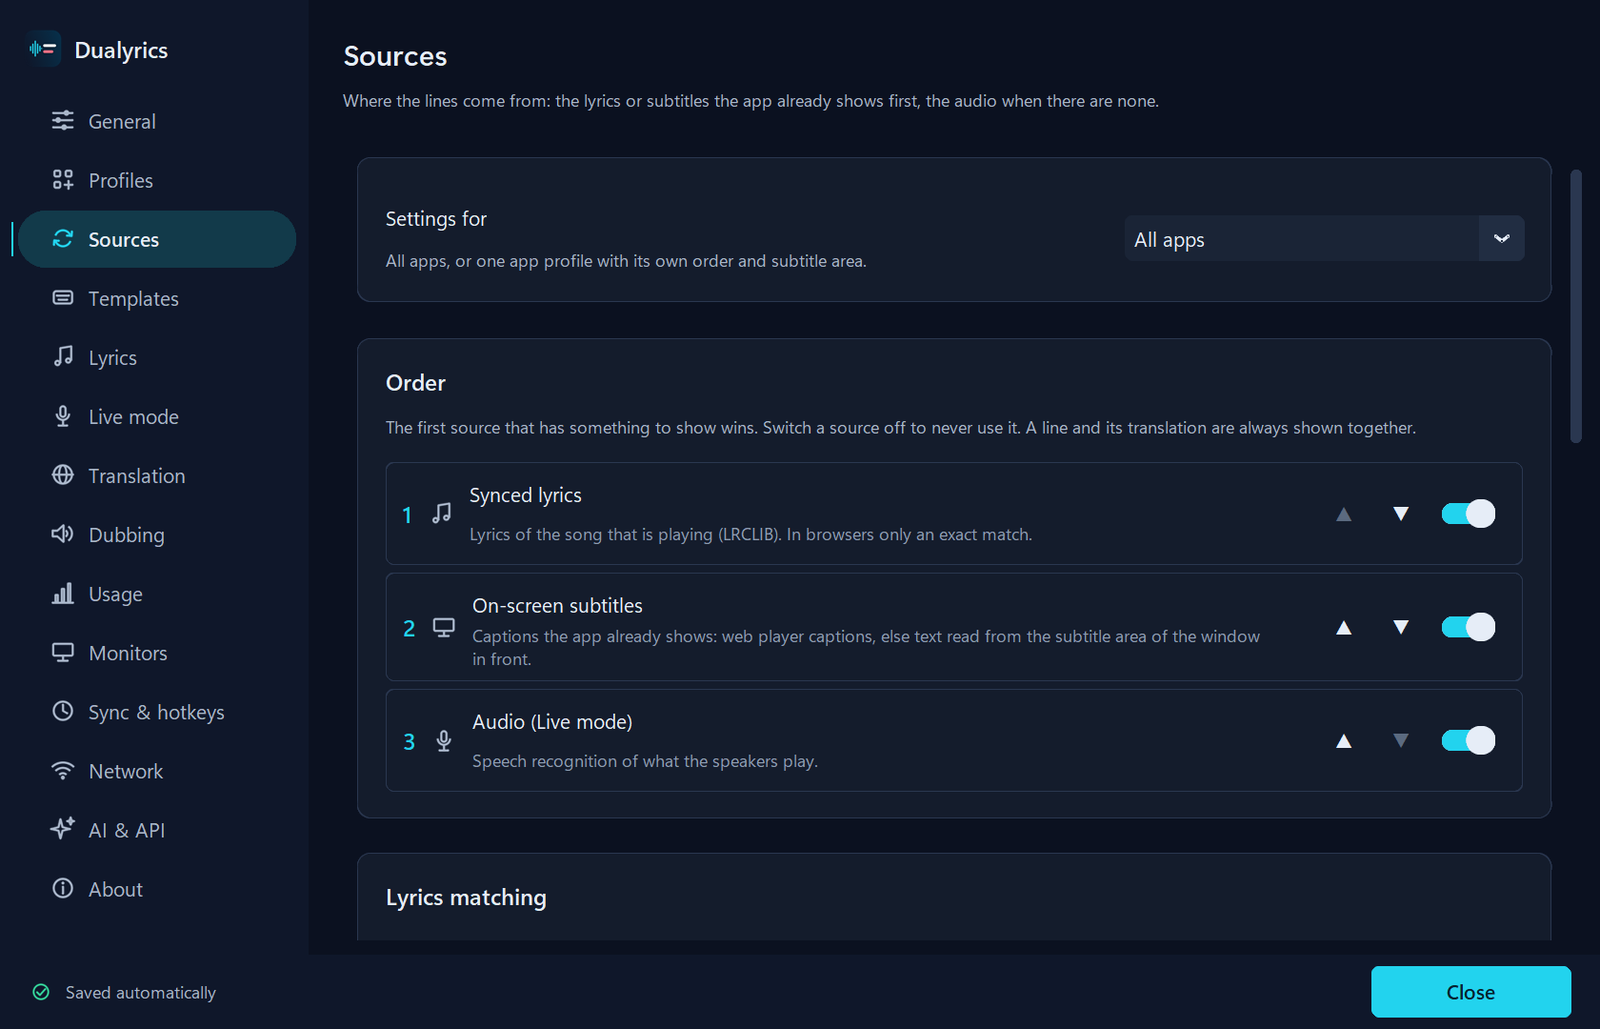 Dualyrics
General
Profiles
Sources
Templates
Lyrics
Live mode
Translation
Dubbing
Usage
Monitors
Sync & hotkeys
Network
AI & API
About
Saved automatically
Sources
Where the lines come from: the lyrics or subtitles the app already shows first, the audio when there are none.
Settings for
All apps, or one app profile with its own order and subtitle area.
All apps
Order
The first source that has something to show wins. Switch a source off to never use it. A line and its translation are always shown together.
1
Synced lyrics
Lyrics of the song that is playing (LRCLIB). In browsers only an exact match.
2
On-screen subtitles
Captions the app already shows: web player captions, else text read from the subtitle area of the window
in front.
3
Audio (Live mode)
Speech recognition of what the speakers play.
Lyrics matching
Close